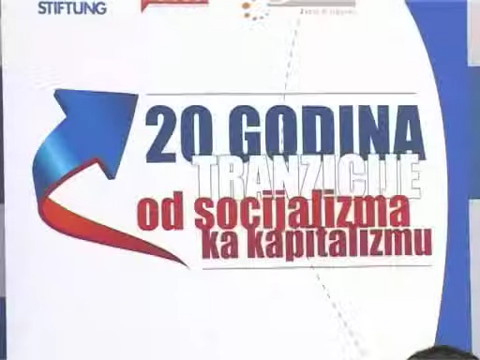 STIFTUNG
20 GODINA
TRANZICIJE
od socijalizma
ka kapitalizmu